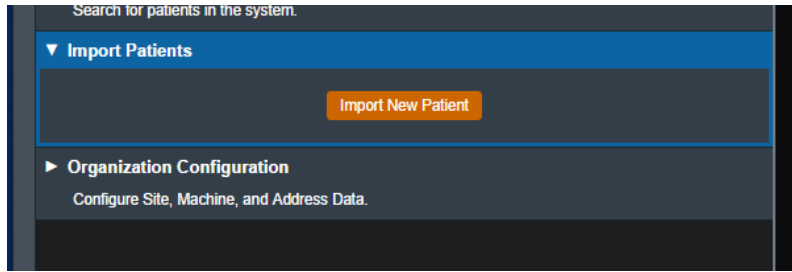 Search for patients in the system.
Import Patients
Import New Patient
Organization Configuration
Configure Site, Machine, and Address Data.